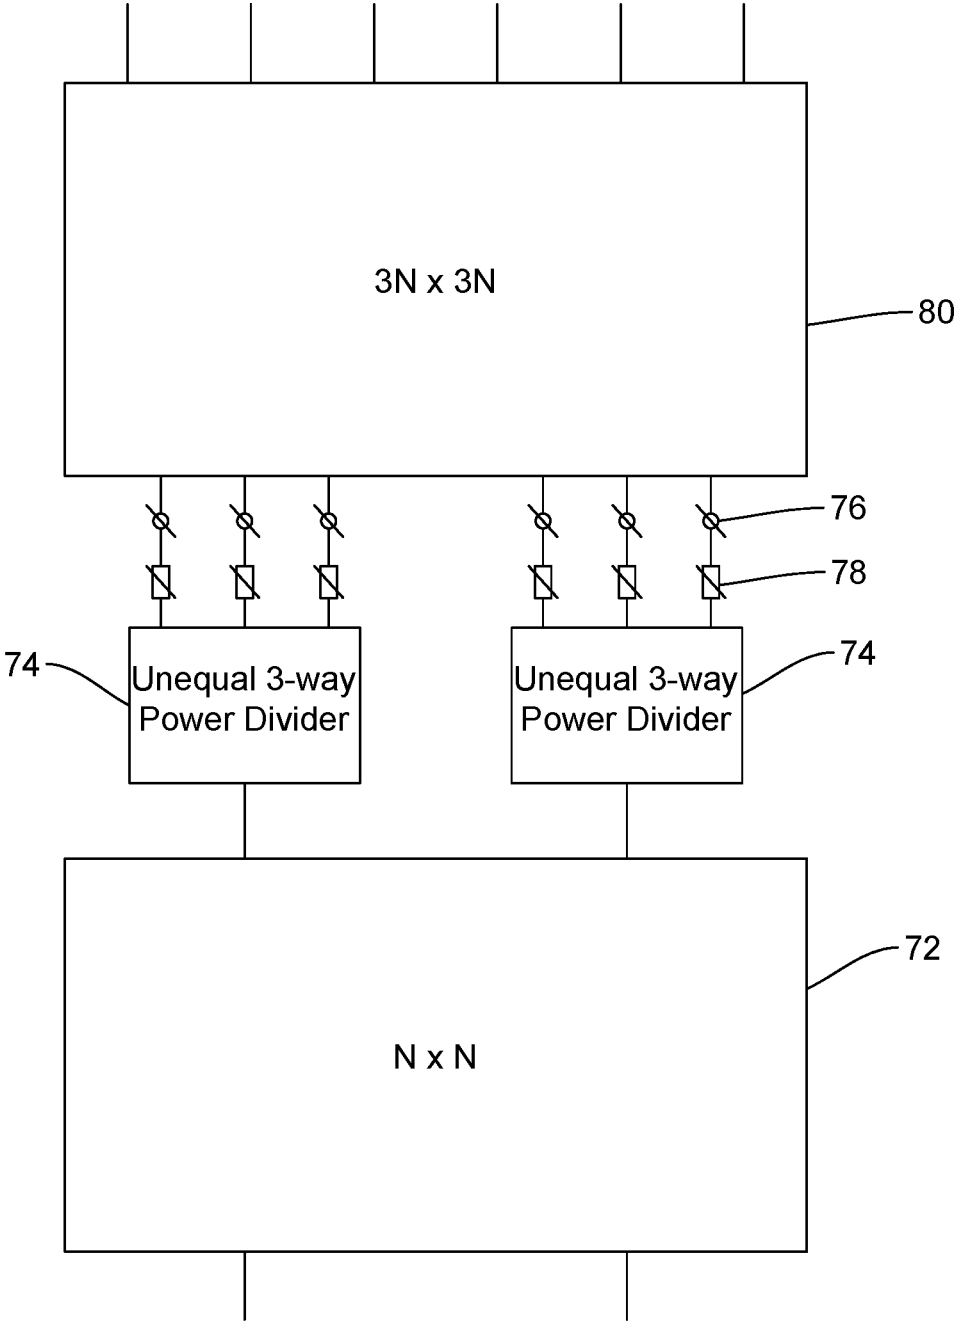 3N x 3N
80
76
78
74
Unequal 3-way
Power Divider
Unequal 3-way
Power Divider
74
72
N x N